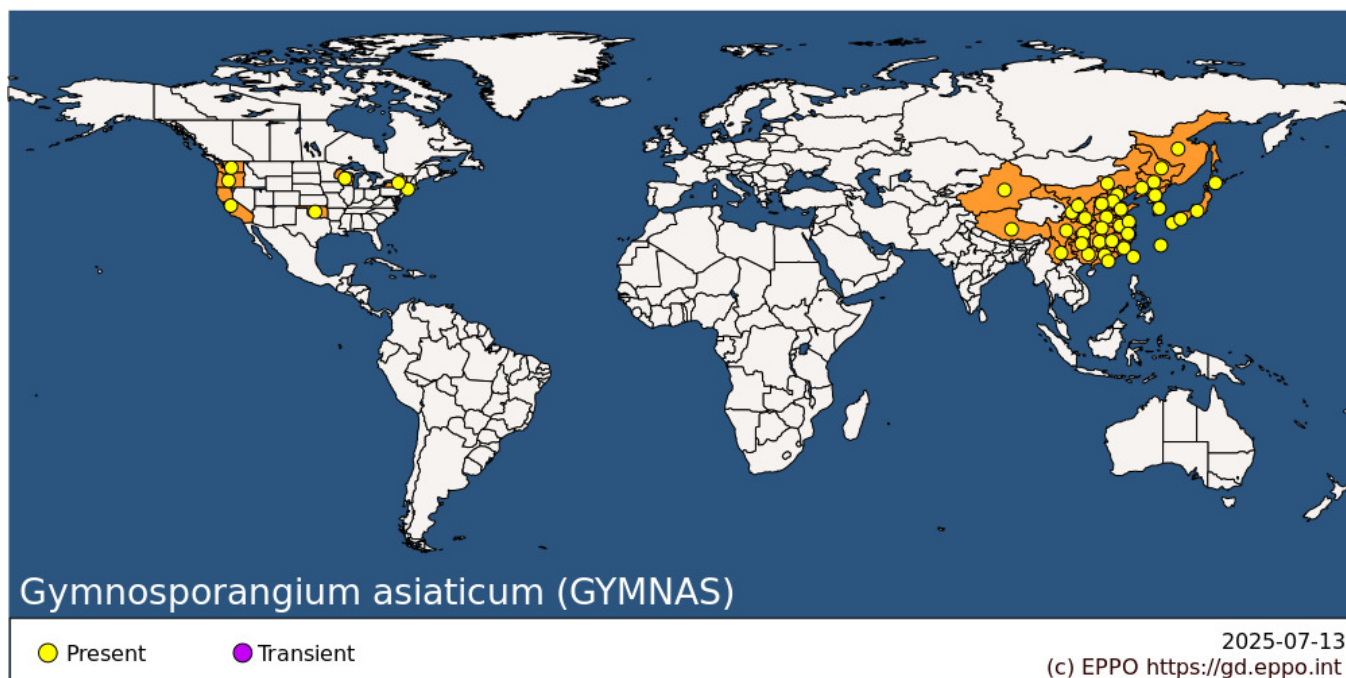 Gymnosporangium asiaticum (GYMNAS)
Present
Transient
2025-07-13
(c) EPPO https://gd.eppo.int